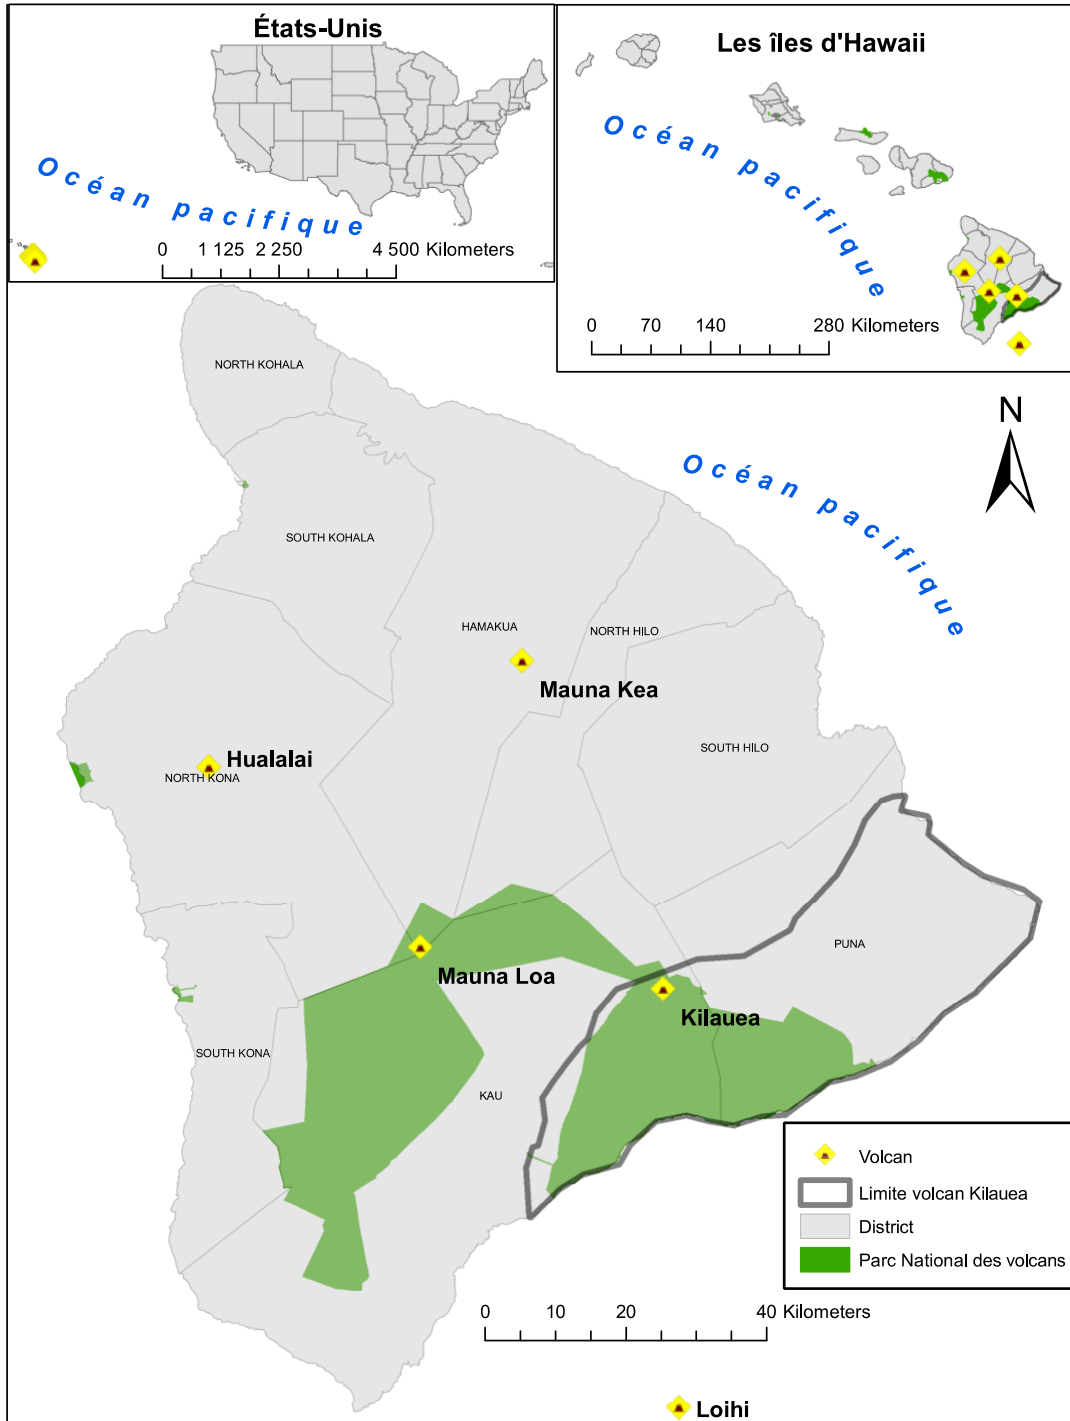 États-Unis
Océan pacifique
0 1 125 2 250 4 500 Kilometers
Les îles d'Hawaii
Océan pacifique
0 70 140 280 Kilometers
N
Océan pacifique
NORTH KOHALA
SOUTH KOHALA
HAMAKUA
NORTH HILO
Mauna Kea
SOUTH HILO
Hualalai
NORTH KONA
PUNA
Mauna Loa
Kilauea
SOUTH KONA
KAU
Volcan
Limite volcan Kilauea
District
Parc National des volcans
0 10 20 40 Kilometers
Loihi